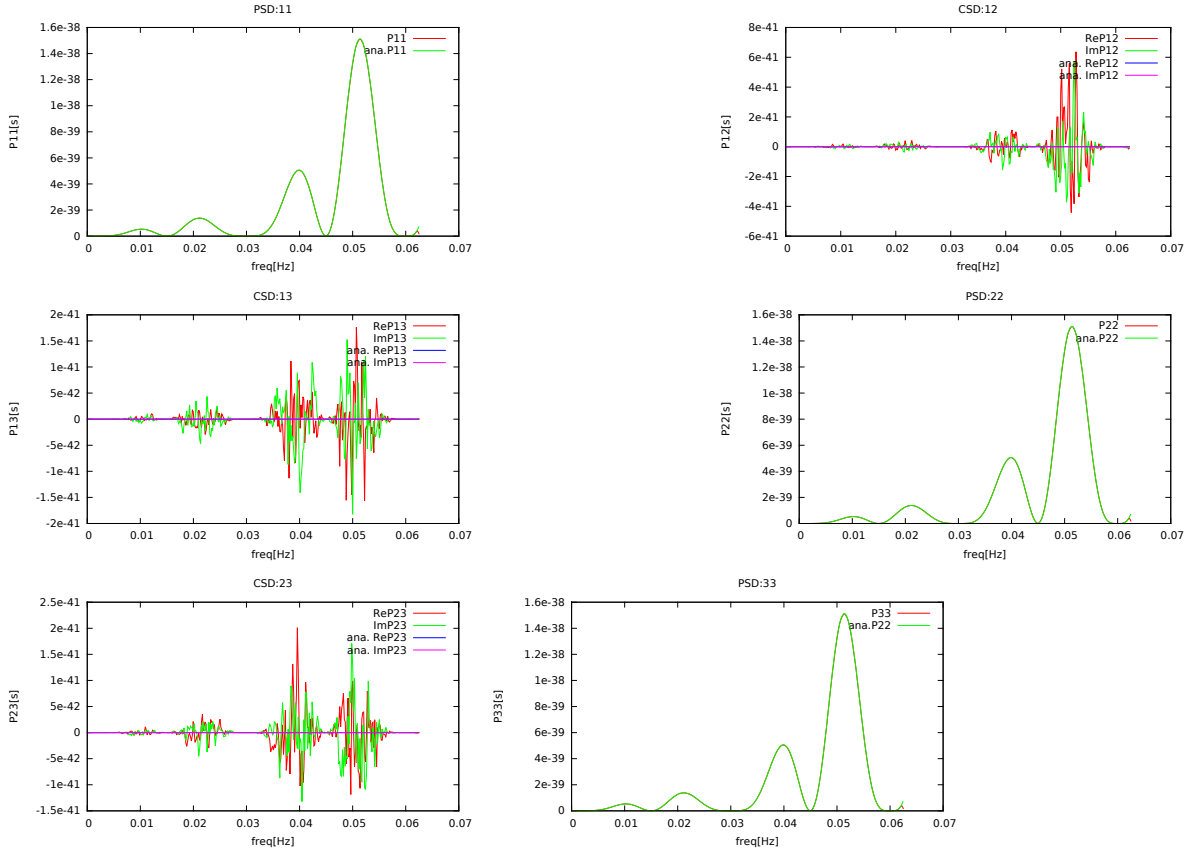 PSD:11
1.6e-38
1.4e-38
1.2e-38
1e-38
8e-39
6e-39
4e-39
2e-39
0
P11[s]
P11
ana.P11
0 0.01 0.02 0.03 0.04 0.05 0.06 0.07
freq[Hz]
CSD:12
8e-41
6e-41
4e-41
2e-41
0
-2e-41
-4e-41
-6e-41
P12[s]
ReP12
ImP12
ana. ReP12
ana. ImP12
0 0.01 0.02 0.03 0.04 0.05 0.06 0.07
freq[Hz]
CSD:13
2e-41
1.5e-41
1e-41
5e-42
0
-5e-42
-1e-41
-1.5e-41
-2e-41
P13[s]
ReP13
ImP13
ana. ReP13
ana. ImP13
0 0.01 0.02 0.03 0.04 0.05 0.06 0.07
freq[Hz]
PSD:22
1.6e-38
1.4e-38
1.2e-38
1e-38
8e-39
6e-39
4e-39
2e-39
0
P22[s]
P22
ana.P22
0 0.01 0.02 0.03 0.04 0.05 0.06 0.07
freq[Hz]
CSD:23
2.5e-41
2e-41
1.5e-41
1e-41
5e-42
0
-5e-42
-1e-41
-1.5e-41
P23[s]
ReP23
ImP23
ana. ReP23
ana. ImP23
0 0.01 0.02 0.03 0.04 0.05 0.06 0.07
freq[Hz]
PSD:33
1.6e-38
1.4e-38
1.2e-38
1e-38
8e-39
6e-39
4e-39
2e-39
0
P33[s]
P33
ana.P22
0 0.01 0.02 0.03 0.04 0.05 0.06 0.07
freq[Hz]